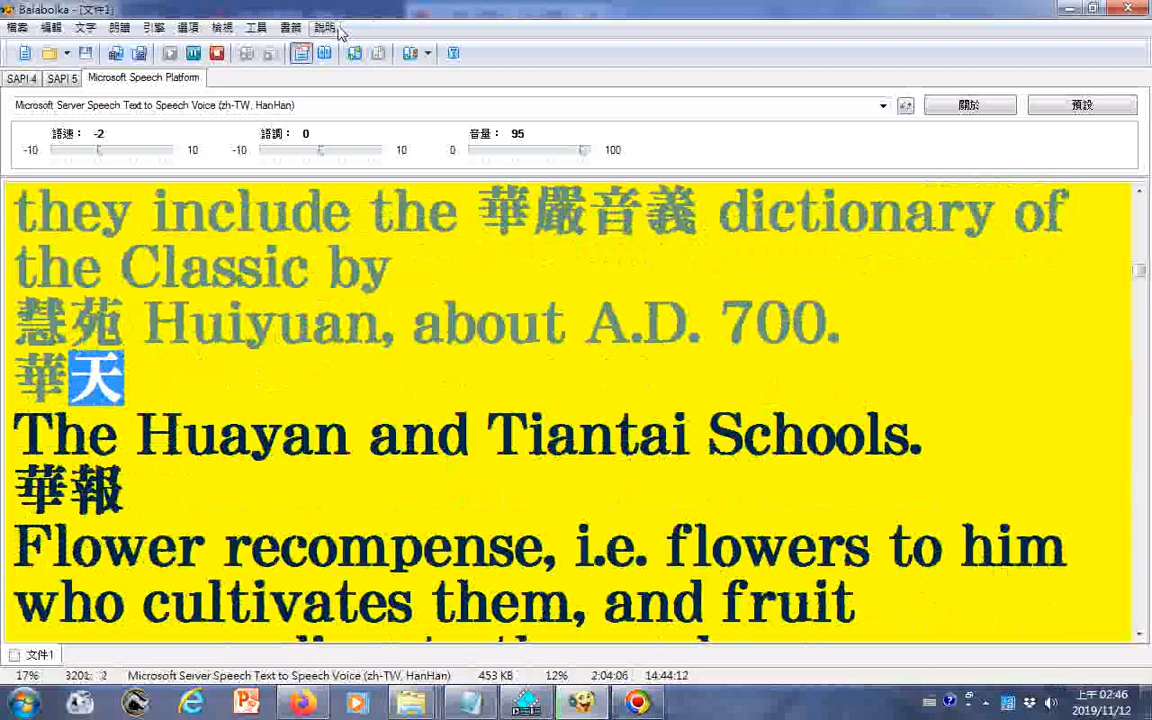 Balabolka - [文件1]
檔案 編輯 文字 朗讀 引擎 選項 檢視 工具 書籤 說明
SAPI 4 SAPI 5 Microsoft Speech Platform
Microsoft Server Speech Text to Speech Voice (zh-TW, HanHan) 關於 預設
語速： -2 語調： 0 音量： 95
-10 10 -10 10 0 100
they include the 華嚴音義 dictionary of
the Classic by
慧苑 Huiyuan, about A.D. 700.
華天
The Huayan and Tiantai Schools.
華報
Flower recompense, i.e. flowers to him
who cultivates them, and fruit
文件1
17% 3201: 2 Microsoft Server Speech Text to Speech Voice (zh-TW, HanHan) 453 KB 12% 2:04:06 14:44:12
上午 02:46
2019/11/12